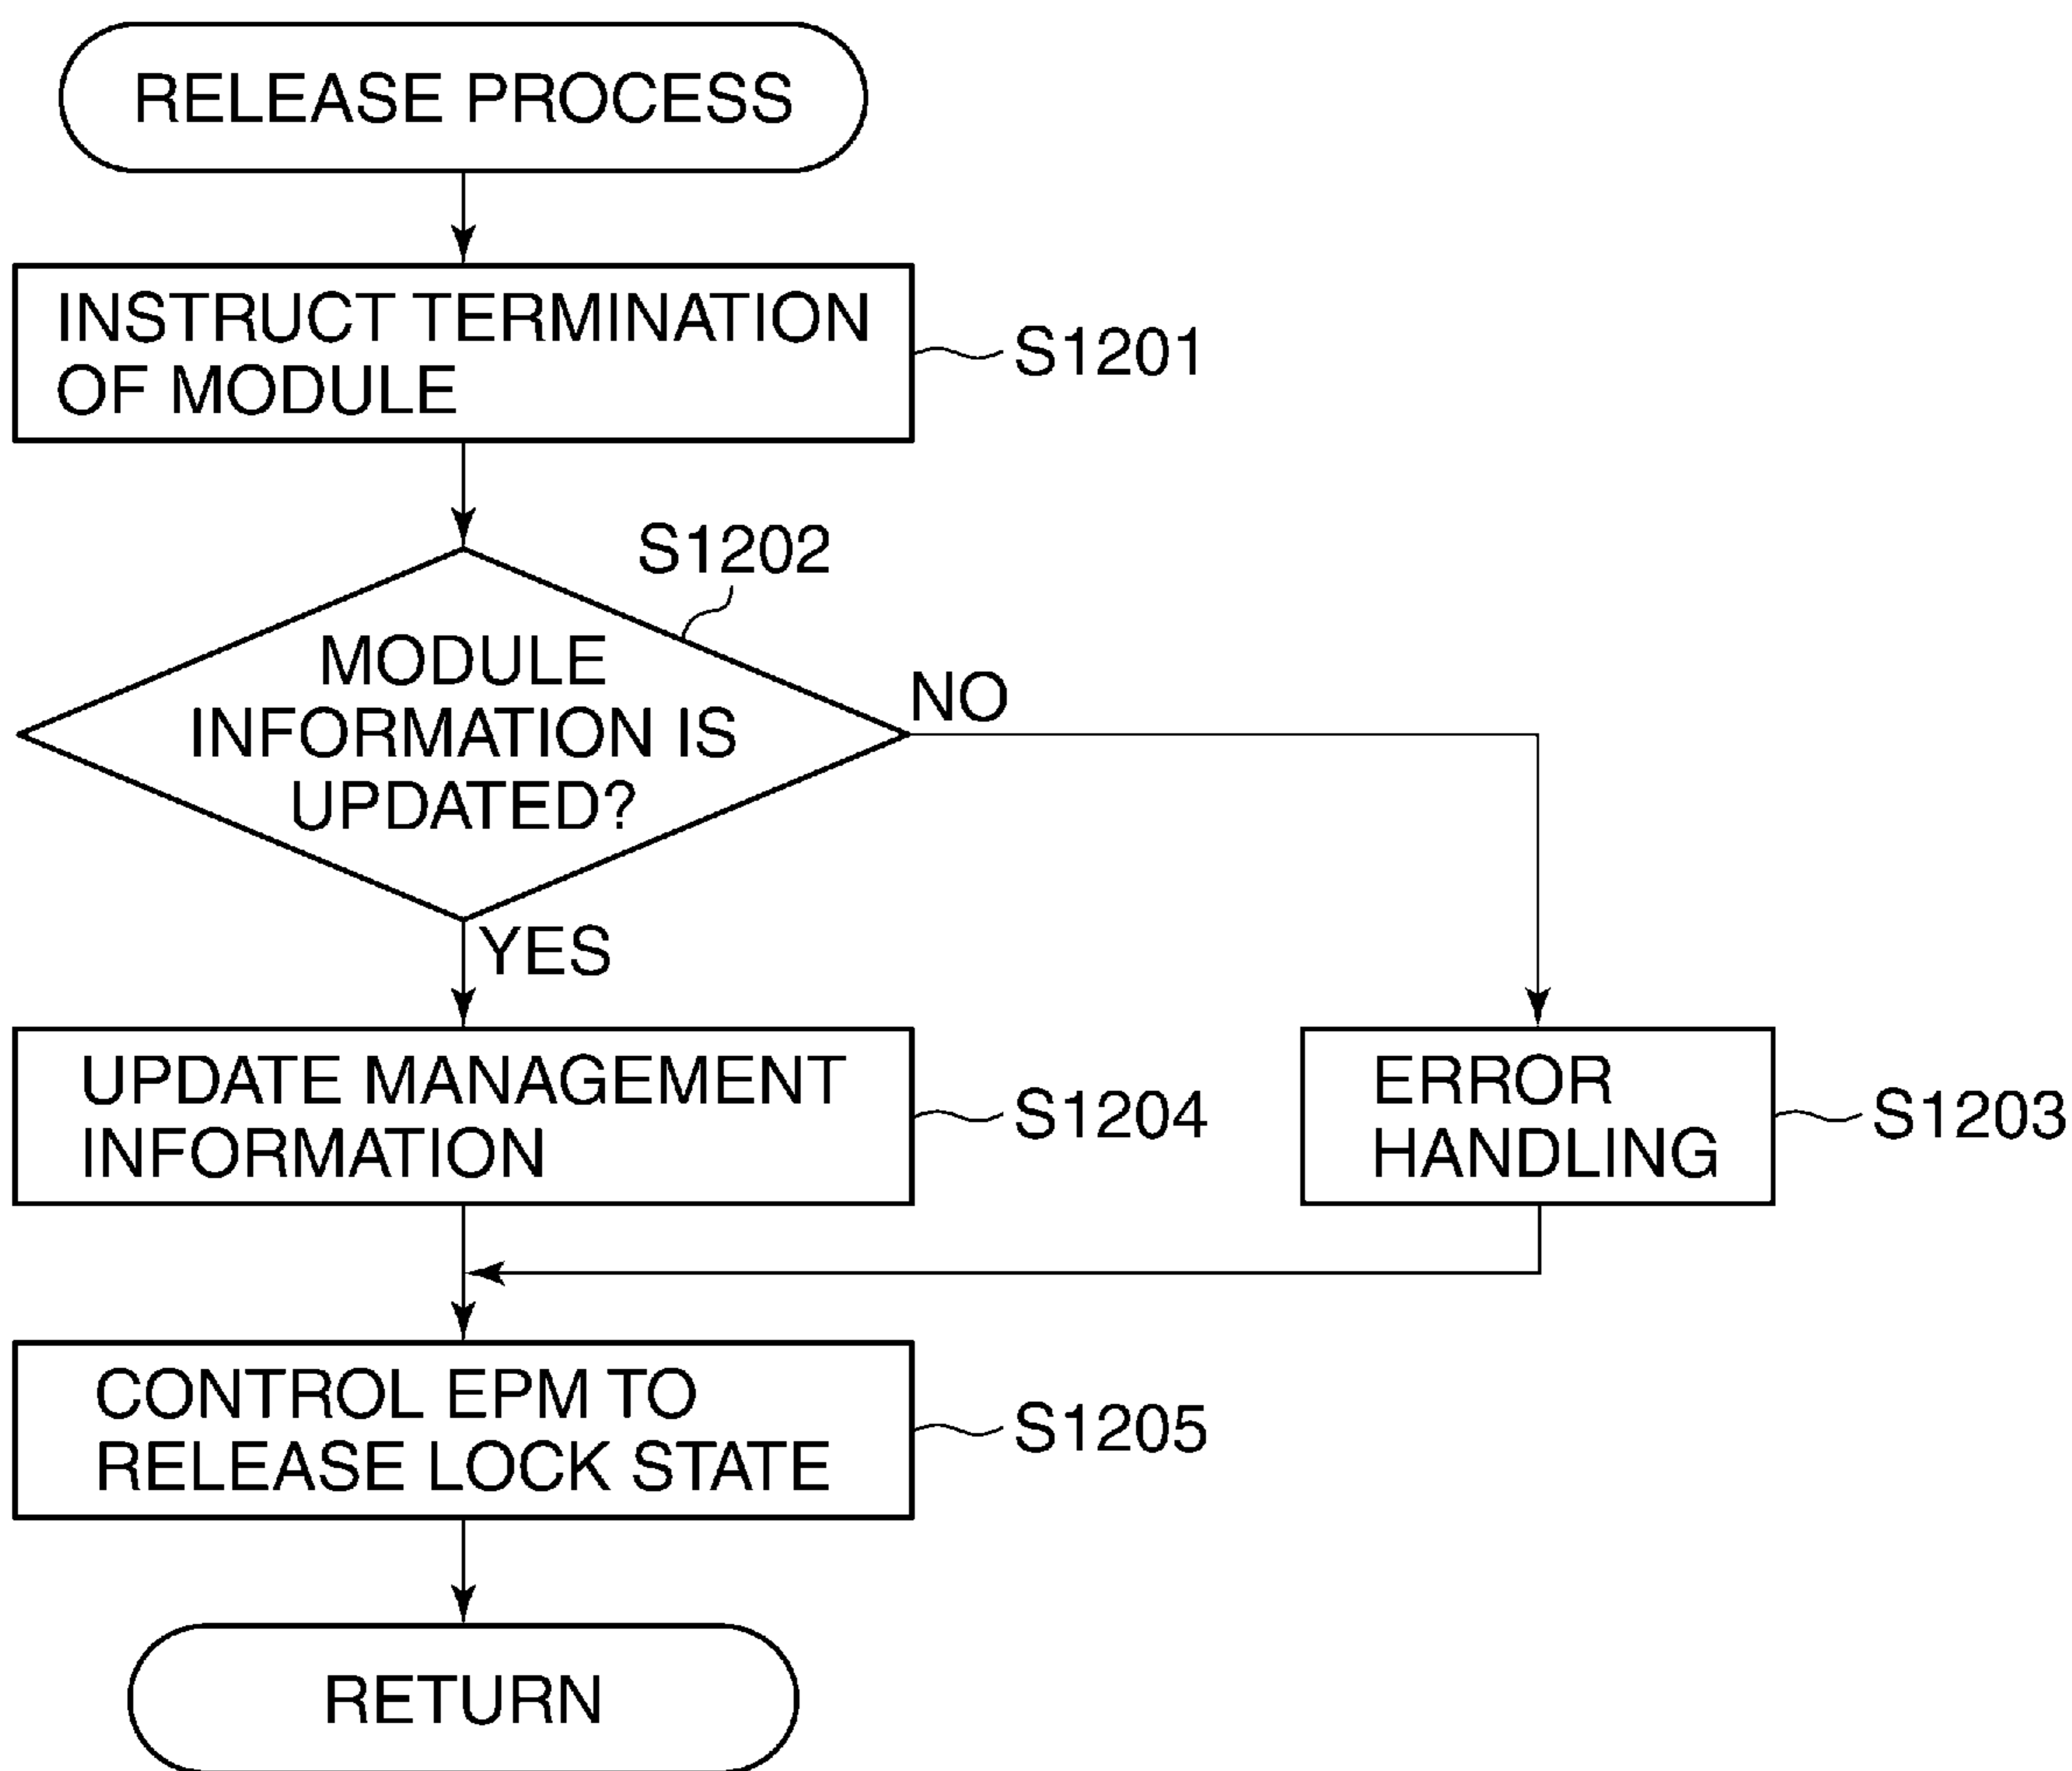 RELEASE PROCESS
INSTRUCT TERMINATION
OF MODULE
S1201
S1202
MODULE
INFORMATION IS
UPDATED?
NO
YES
UPDATE MANAGEMENT
INFORMATION
S1204
ERROR
HANDLING
S1203
CONTROL EPM TO
RELEASE LOCK STATE
S1205
RETURN